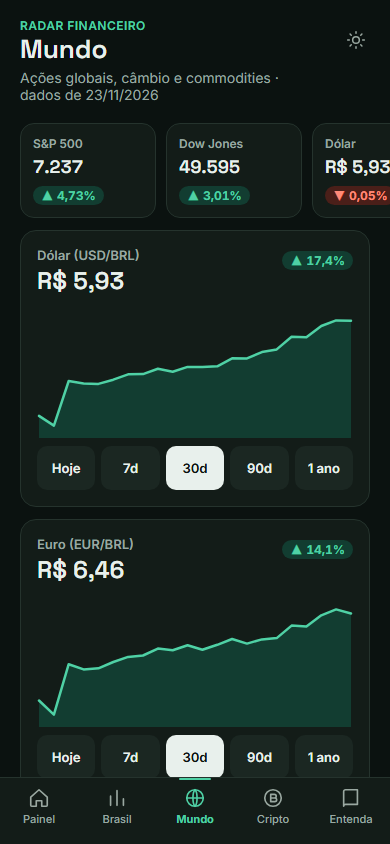 RADAR FINANCEIRO
Mundo
Ações globais, câmbio e commodities ·
dados de 23/11/2026
S&P 500
7.237
▲ 4,73%
Dow Jones
49.595
▲ 3,01%
Dólar
R$ 5,93
▼ 0,05%
Dólar (USD/BRL)
R$ 5,93
▲ 17,4%
Hoje 7d 30d 90d 1 ano
Euro (EUR/BRL)
R$ 6,46
▲ 14,1%
Hoje 7d 30d 90d 1 ano
Painel Brasil Mundo Cripto Entenda